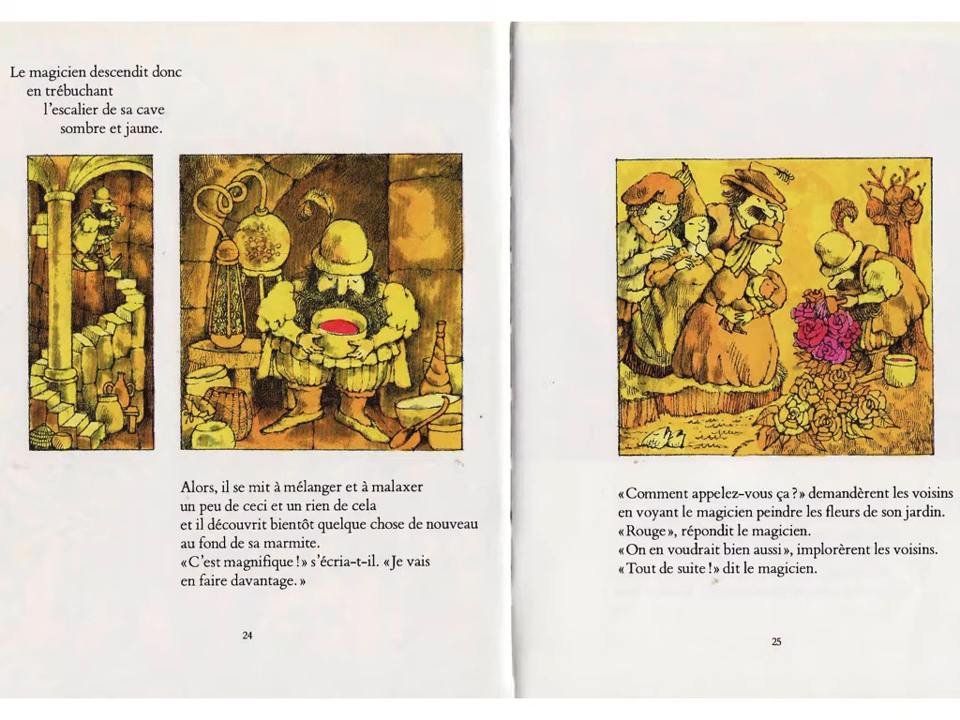 Le magicien descendit donc
en trébuchant
l'escalier de sa cave
sombre et jaune.
Alors, il se mit à mélanger et à malaxer
un peu de ceci et un rien de cela
et il découvrit bientôt quelque chose de nouveau
au fond de sa marmite.
«C'est magnifique!» s'écria-t-il. «Je vais
en faire davantage.»
24
«Comment appelez-vous ça?» demandèrent les voisins
en voyant le magicien peindre les fleurs de son jardin.
«Rouge», répondit le magicien.
«On en voudrait bien aussi», implorèrent les voisins.
«Tout de suite!» dit le magicien.
25